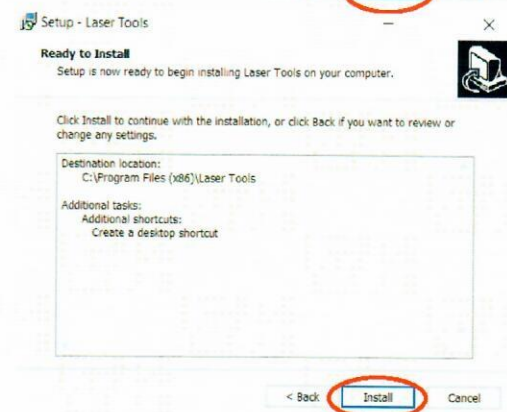 Setup - Laser Tools
Ready to Install
Setup is now ready to begin installing Laser Tools on your computer.
Click Install to continue with the installation, or click Back if you want to review or
change any settings.
Destination location:
C:\Program Files (x86)\Laser Tools
Additional tasks:
Additional shortcuts:
Create a desktop shortcut
< Back
Install
Cancel